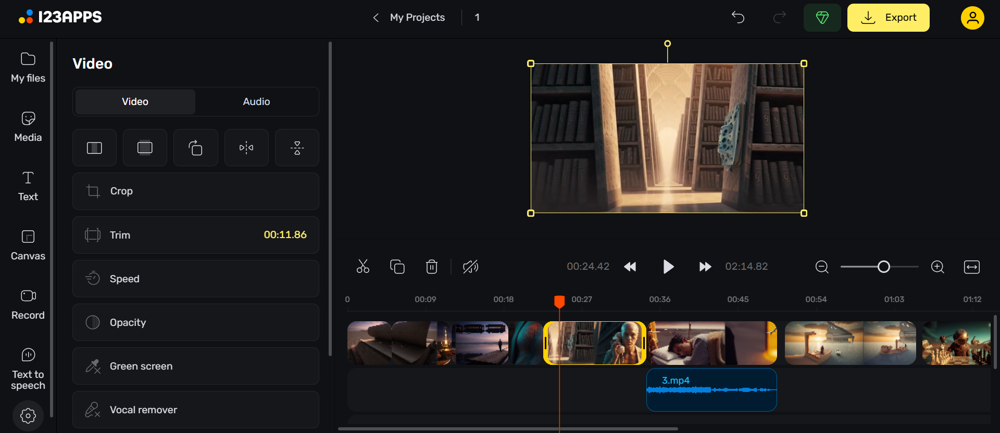 123APPS
My Projects
1
Export
My files
Media
Text
Canvas
Record
Text to
speech
Video
Video
Audio
Crop
Trim
00:11.86
Speed
Opacity
Green screen
Vocal remover
00:24.42
02:14.82
0
00:09
00:18
00:27
00:36
00:45
00:54
01:03
01:12
3.mp4